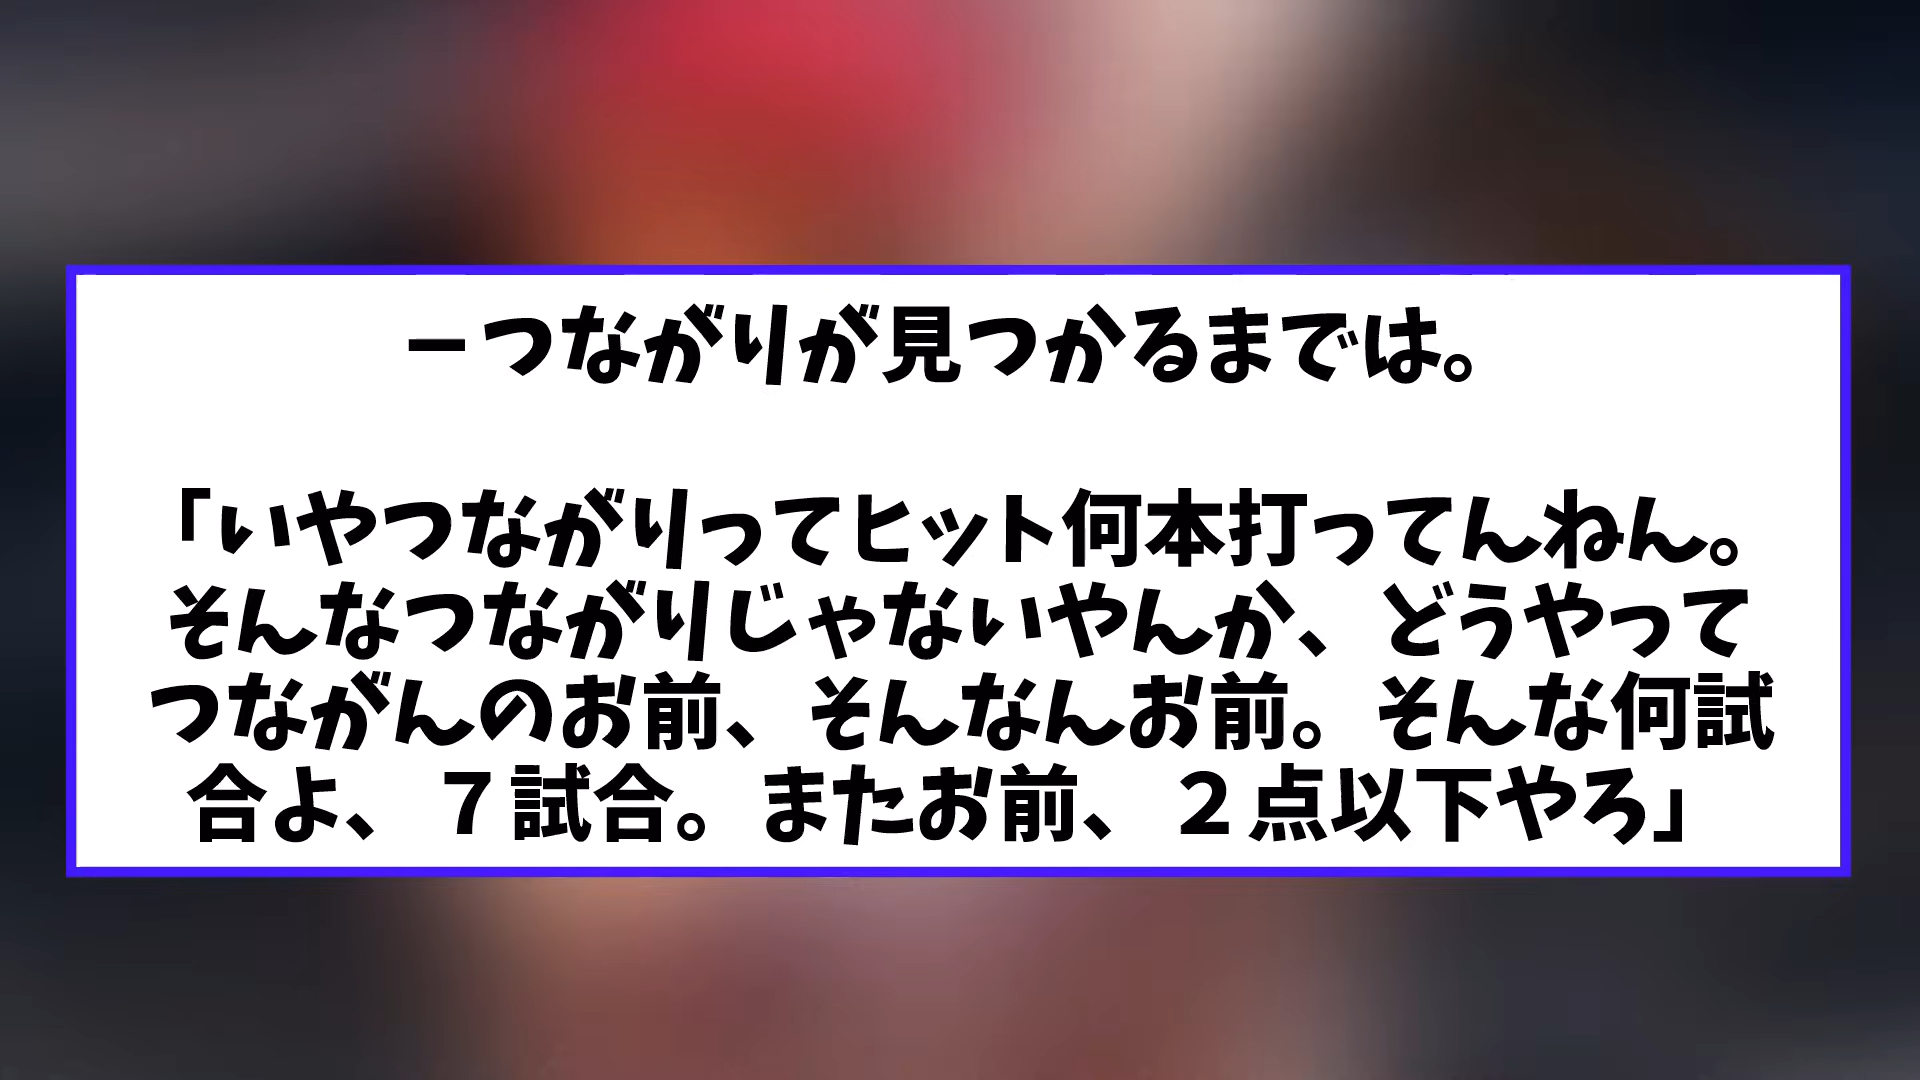 －つながりが見つかるまでは。
「いやつながりってヒット何本打ってんねん。
そんなつながりじゃないやんか、どうやって
つながんのお前、そんなんお前。そんな何試
合よ、７試合。またお前、２点以下やろ」